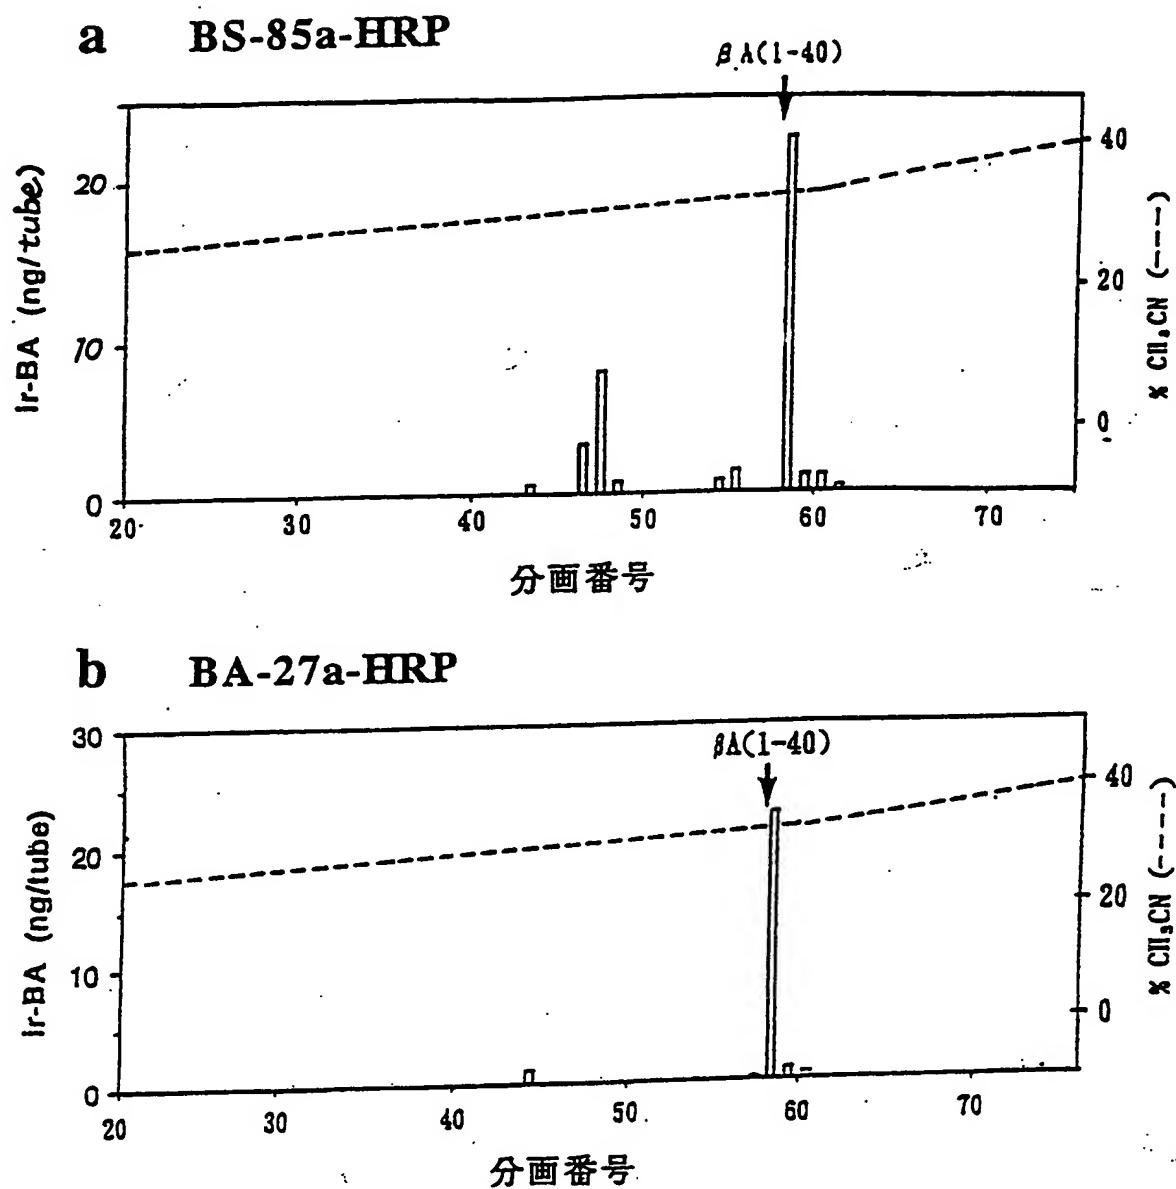 a BS-85a-HRP
β A(1-40)
Ir-BA (ng/tube)
20
10
0
40
20
0
% CH₃CN (---)
20 30 40 50 60 70
分画番号
b BA-27a-HRP
βA(1-40)
Ir-BA (ng/tube)
30
20
10
0
40
20
0
% CH₃CN (----)
20 30 40 50 60 70
分画番号